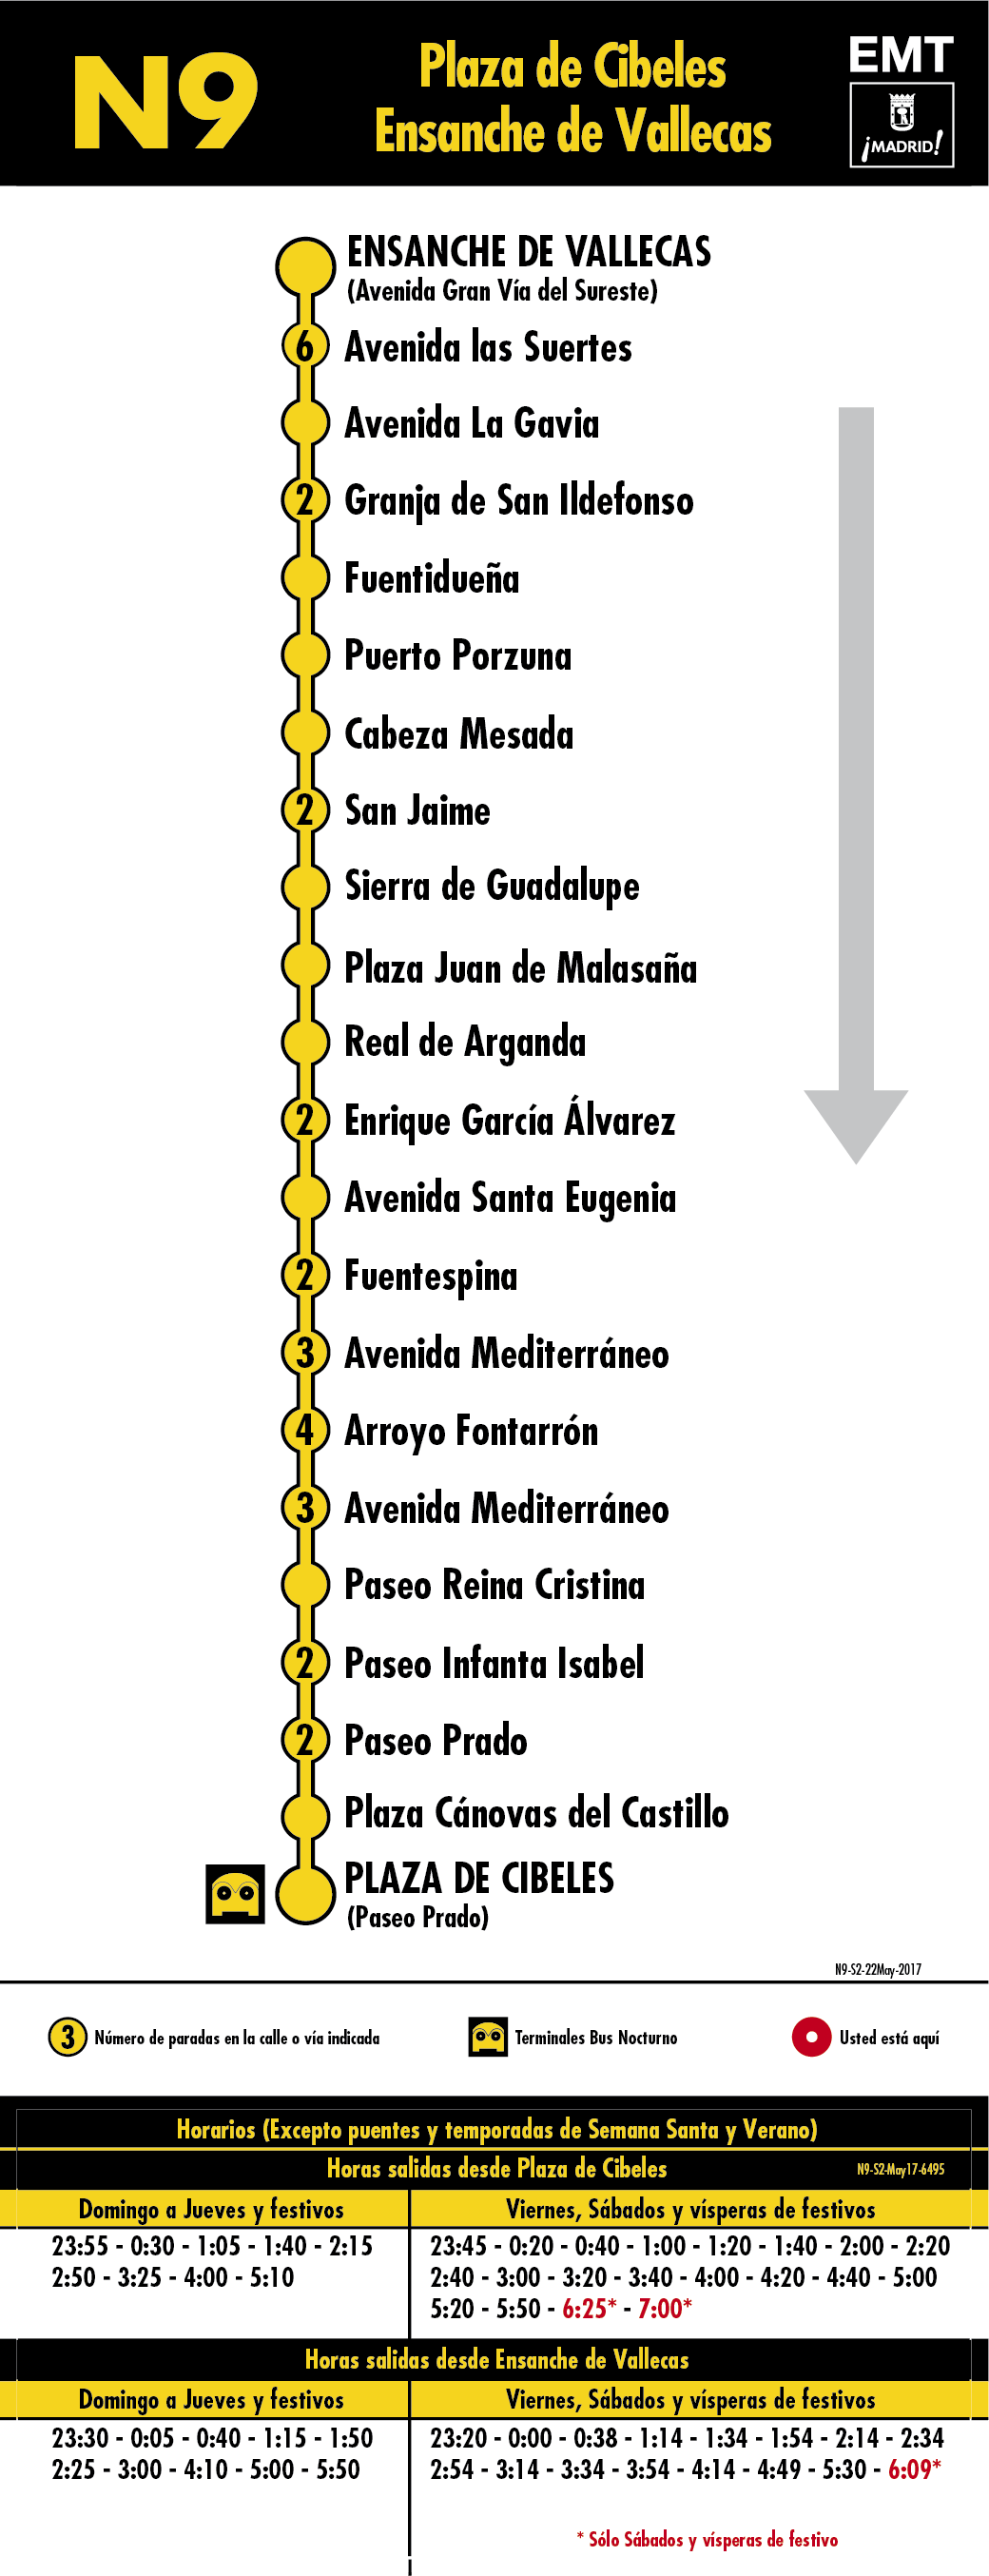 N9
Plaza de Cibeles
Ensanche de Vallecas
EMT
¡MADRID!
ENSANCHE DE VALLECAS
(Avenida Gran Vía del Sureste)
6 Avenida las Suertes
Avenida La Gavia
2 Granja de San Ildefonso
Fuentidueña
Puerto Porzuna
Cabeza Mesada
2 San Jaime
Sierra de Guadalupe
Plaza Juan de Malasaña
Real de Arganda
2 Enrique García Álvarez
Avenida Santa Eugenia
2 Fuentespina
3 Avenida Mediterráneo
4 Arroyo Fontarrón
3 Avenida Mediterráneo
Paseo Reina Cristina
2 Paseo Infanta Isabel
2 Paseo Prado
Plaza Cánovas del Castillo
PLAZA DE CIBELES
(Paseo Prado)
N9-S2-22May-2017
3 Número de paradas en la calle o vía indicada
Terminales Bus Nocturno
Usted está aquí
Horarios (Excepto puentes y temporadas de Semana Santa y Verano)
Horas salidas desde Plaza de Cibeles
N9-S2-May17-6495
Domingo a Jueves y festivos
23:55 - 0:30 - 1:05 - 1:40 - 2:15
2:50 - 3:25 - 4:00 - 5:10
Viernes, Sábados y vísperas de festivos
23:45 - 0:20 - 0:40 - 1:00 - 1:20 - 1:40 - 2:00 - 2:20
2:40 - 3:00 - 3:20 - 3:40 - 4:00 - 4:20 - 4:40 - 5:00
5:20 - 5:50 - 6:25* - 7:00*
Horas salidas desde Ensanche de Vallecas
Domingo a Jueves y festivos
23:30 - 0:05 - 0:40 - 1:15 - 1:50
2:25 - 3:00 - 4:10 - 5:00 - 5:50
Viernes, Sábados y vísperas de festivos
23:20 - 0:00 - 0:38 - 1:14 - 1:34 - 1:54 - 2:14 - 2:34
2:54 - 3:14 - 3:34 - 3:54 - 4:14 - 4:49 - 5:30 - 6:09*
* Sólo Sábados y vísperas de festivo